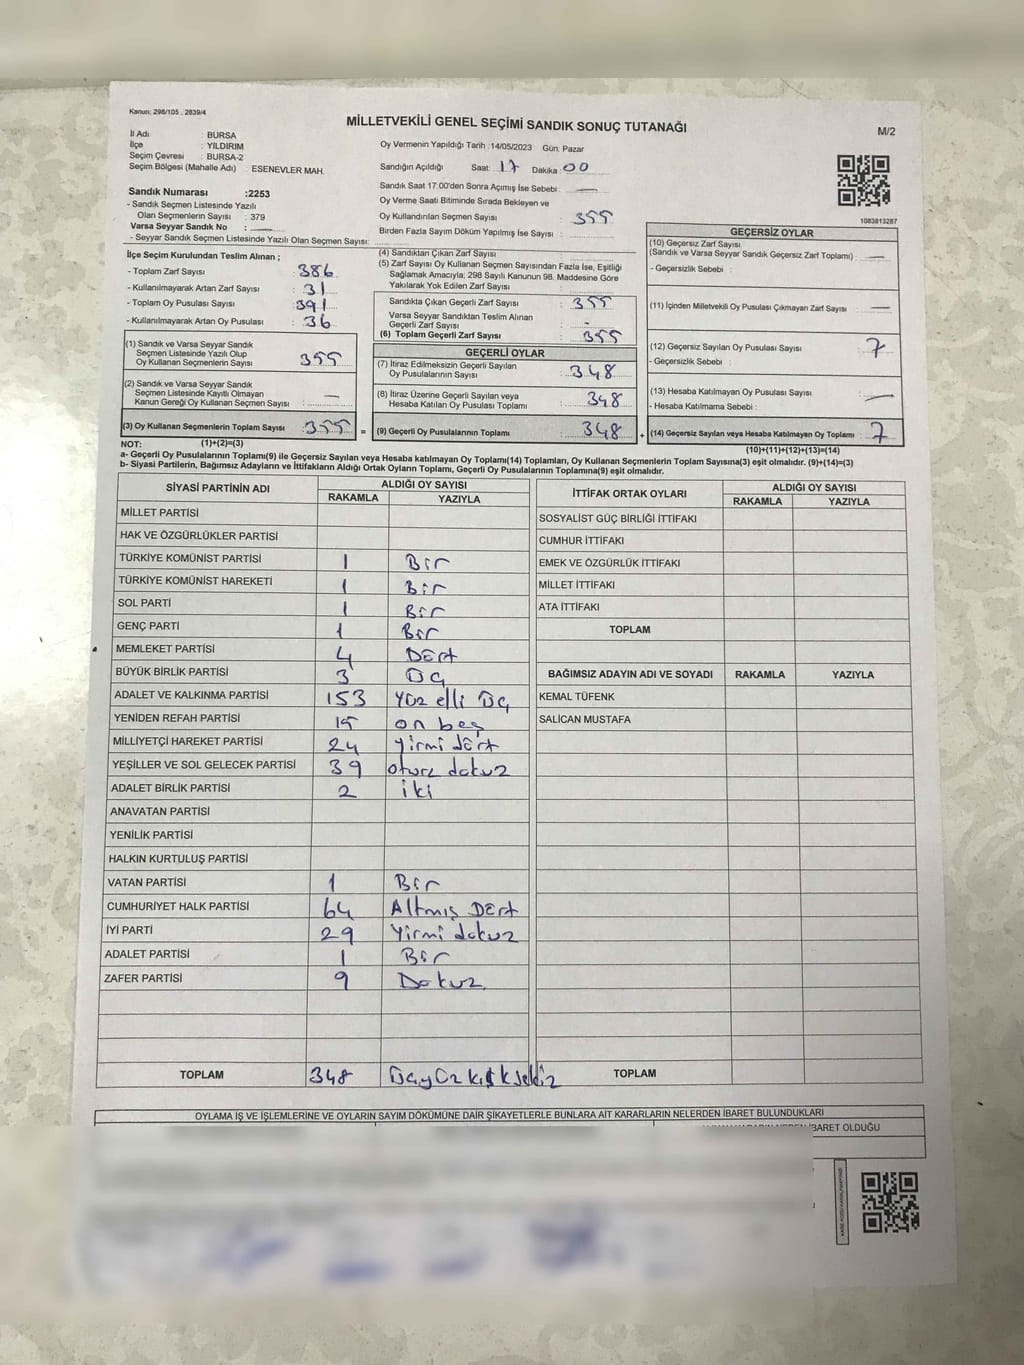 Kanun: 298/105 , 2839/4
MİLLETVEKİLİ GENEL SEÇİMİ SANDIK SONUÇ TUTANAĞI
M/2
İl Adı : BURSA
İlçe : YILDIRIM
Seçim Çevresi : BURSA-2
Seçim Bölgesi (Mahalle Adı) : ESENEVLER MAH.
Sandık Numarası :2253
- Sandık Seçmen Listesinde Yazılı
Olan Seçmenlerin Sayısı : 379
Varsa Seyyar Sandık No :
- Seyyar Sandık Seçmen Listesinde Yazılı Olan Seçmen Sayısı:
Oy Vermenin Yapıldığı Tarih :14/05/2023 Gün: Pazar
Sandığın Açıldığı Saat: 17 Dakika: 00
Sandık Saat 17:00'den Sonra Açımış İse Sebebi : —
Oy Verme Saati Bitiminde Sırada Bekleyen ve
Oy Kullandırılan Seçmen Sayısı : 355
Birden Fazla Sayım Döküm Yapılmış İse Sayısı :
1083813287
İlçe Seçim Kurulundan Teslim Alınan ;
- Toplam Zarf Sayısı : 386
- Kullanılmayarak Artan Zarf Sayısı : 31
- Toplam Oy Pusulası Sayısı : 391
- Kullanılmayarak Artan Oy Pusulası : 36
(1) Sandık ve Varsa Seyyar Sandık
Seçmen Listesinde Yazılı Olup
Oy Kullanan Seçmenlerin Sayısı : 355
(2) Sandık ve Varsa Seyyar Sandık
Seçmen Listesinde Kayıtlı Olmayan
Kanun Gereği Oy Kullanan Seçmen Sayısı : —
(3) Oy Kullanan Seçmenlerin Toplam Sayısı : 355 =
(4) Sandıktan Çıkan Zarf Sayısı :
(5) Zarf Sayısı Oy Kullanan Seçmen Sayısından Fazla İse, Eşitliği
Sağlamak Amacıyla, 298 Sayılı Kanunun 98. Maddesine Göre
Yakılarak Yok Edilen Zarf Sayısı :
Sandıkta Çıkan Geçerli Zarf Sayısı : 355
Varsa Seyyar Sandıktan Teslim Alınan
Geçerli Zarf Sayısı : -
(6) Toplam Geçerli Zarf Sayısı : 355
GEÇERLİ OYLAR
(7) İtiraz Edilmeksizin Geçerli Sayılan
Oy Pusulalarının Sayısı : 348
(8) İtiraz Üzerine Geçerli Sayılan veya
Hesaba Katılan Oy Pusulası Toplamı : 348
(9) Geçerli Oy Pusulalarının Toplamı : 348 +
GEÇERSİZ OYLAR
(10) Geçersiz Zarf Sayısı
(Sandık ve Varsa Seyyar Sandık Geçersiz Zarf Toplamı) : —
- Geçersizlik Sebebi :
(11) İçinden Milletvekili Oy Pusulası Çıkmayan Zarf Sayısı : —
(12) Geçersiz Sayılan Oy Pusulası Sayısı : 7
- Geçersizlik Sebebi :
(13) Hesaba Katılmayan Oy Pusulası Sayısı : —
- Hesaba Katılmama Sebebi :
(14) Geçersiz Sayılan veya Hesaba Katılmayan Oy Toplamı : 7
NOT: (1)+(2)=(3)
(10)+(11)+(12)+(13)=(14)
a- Geçerli Oy Pusulalarının Toplamı(9) ile Geçersiz Sayılan veya Hesaba Katılmayan Oy Toplamı(14) Toplamları, Oy Kullanan Seçmenlerin Toplam Sayısına(3) eşit olmalıdır. (9)+(14)=(3)
b- Siyasi Partilerin, Bağımsız Adayların ve İttifakların Aldığı Ortak Oyların Toplamı, Geçerli Oy Pusulalarının Toplamına(9) eşit olmalıdır.
SİYASİ PARTİNİN ADI
ALDIĞI OY SAYISI
RAKAMLA YAZIYLA
MİLLET PARTİSİ
HAK VE ÖZGÜRLÜKLER PARTİSİ
TÜRKİYE KOMÜNİST PARTİSİ 1 Bir
TÜRKİYE KOMÜNİST HAREKETİ 1 Bir
SOL PARTİ 1 Bir
GENÇ PARTİ 1 Bir
MEMLEKET PARTİSİ 4 Dört
BÜYÜK BİRLİK PARTİSİ 3 Üç
ADALET VE KALKINMA PARTİSİ 153 Yüz elli Üç
YENİDEN REFAH PARTİSİ 15 on beş
MİLLİYETÇİ HAREKET PARTİSİ 24 yirmi dört
YEŞİLLER VE SOL GELECEK PARTİSİ 39 otuz dokuz
ADALET BİRLİK PARTİSİ 2 iki
ANAVATAN PARTİSİ
YENİLİK PARTİSİ
HALKIN KURTULUŞ PARTİSİ
VATAN PARTİSİ 1 Bir
CUMHURİYET HALK PARTİSİ 64 Altmış Dört
İYİ PARTİ 29 Yirmi dokuz
ADALET PARTİSİ 1 Bir
ZAFER PARTİSİ 9 Dokuz
TOPLAM 348
İTTİFAK ORTAK OYLARI
ALDIĞI OY SAYISI
RAKAMLA YAZIYLA
SOSYALİST GÜÇ BİRLİĞİ İTTİFAKI
CUMHUR İTTİFAKI
EMEK VE ÖZGÜRLÜK İTTİFAKI
MİLLET İTTİFAKI
ATA İTTİFAKI
TOPLAM
BAĞIMSIZ ADAYIN ADI VE SOYADI RAKAMLA YAZIYLA
KEMAL TÜFENK
SALİCAN MUSTAFA
TOPLAM
OYLAMA İŞ VE İŞLEMLERİNE VE OYLARIN SAYIM DÖKÜMÜNE DAİR ŞİKAYETLERLE BUNLARA AİT KARARLARIN NELERDEN İBARET BULUNDUKLARI
İBARET OLDUĞU